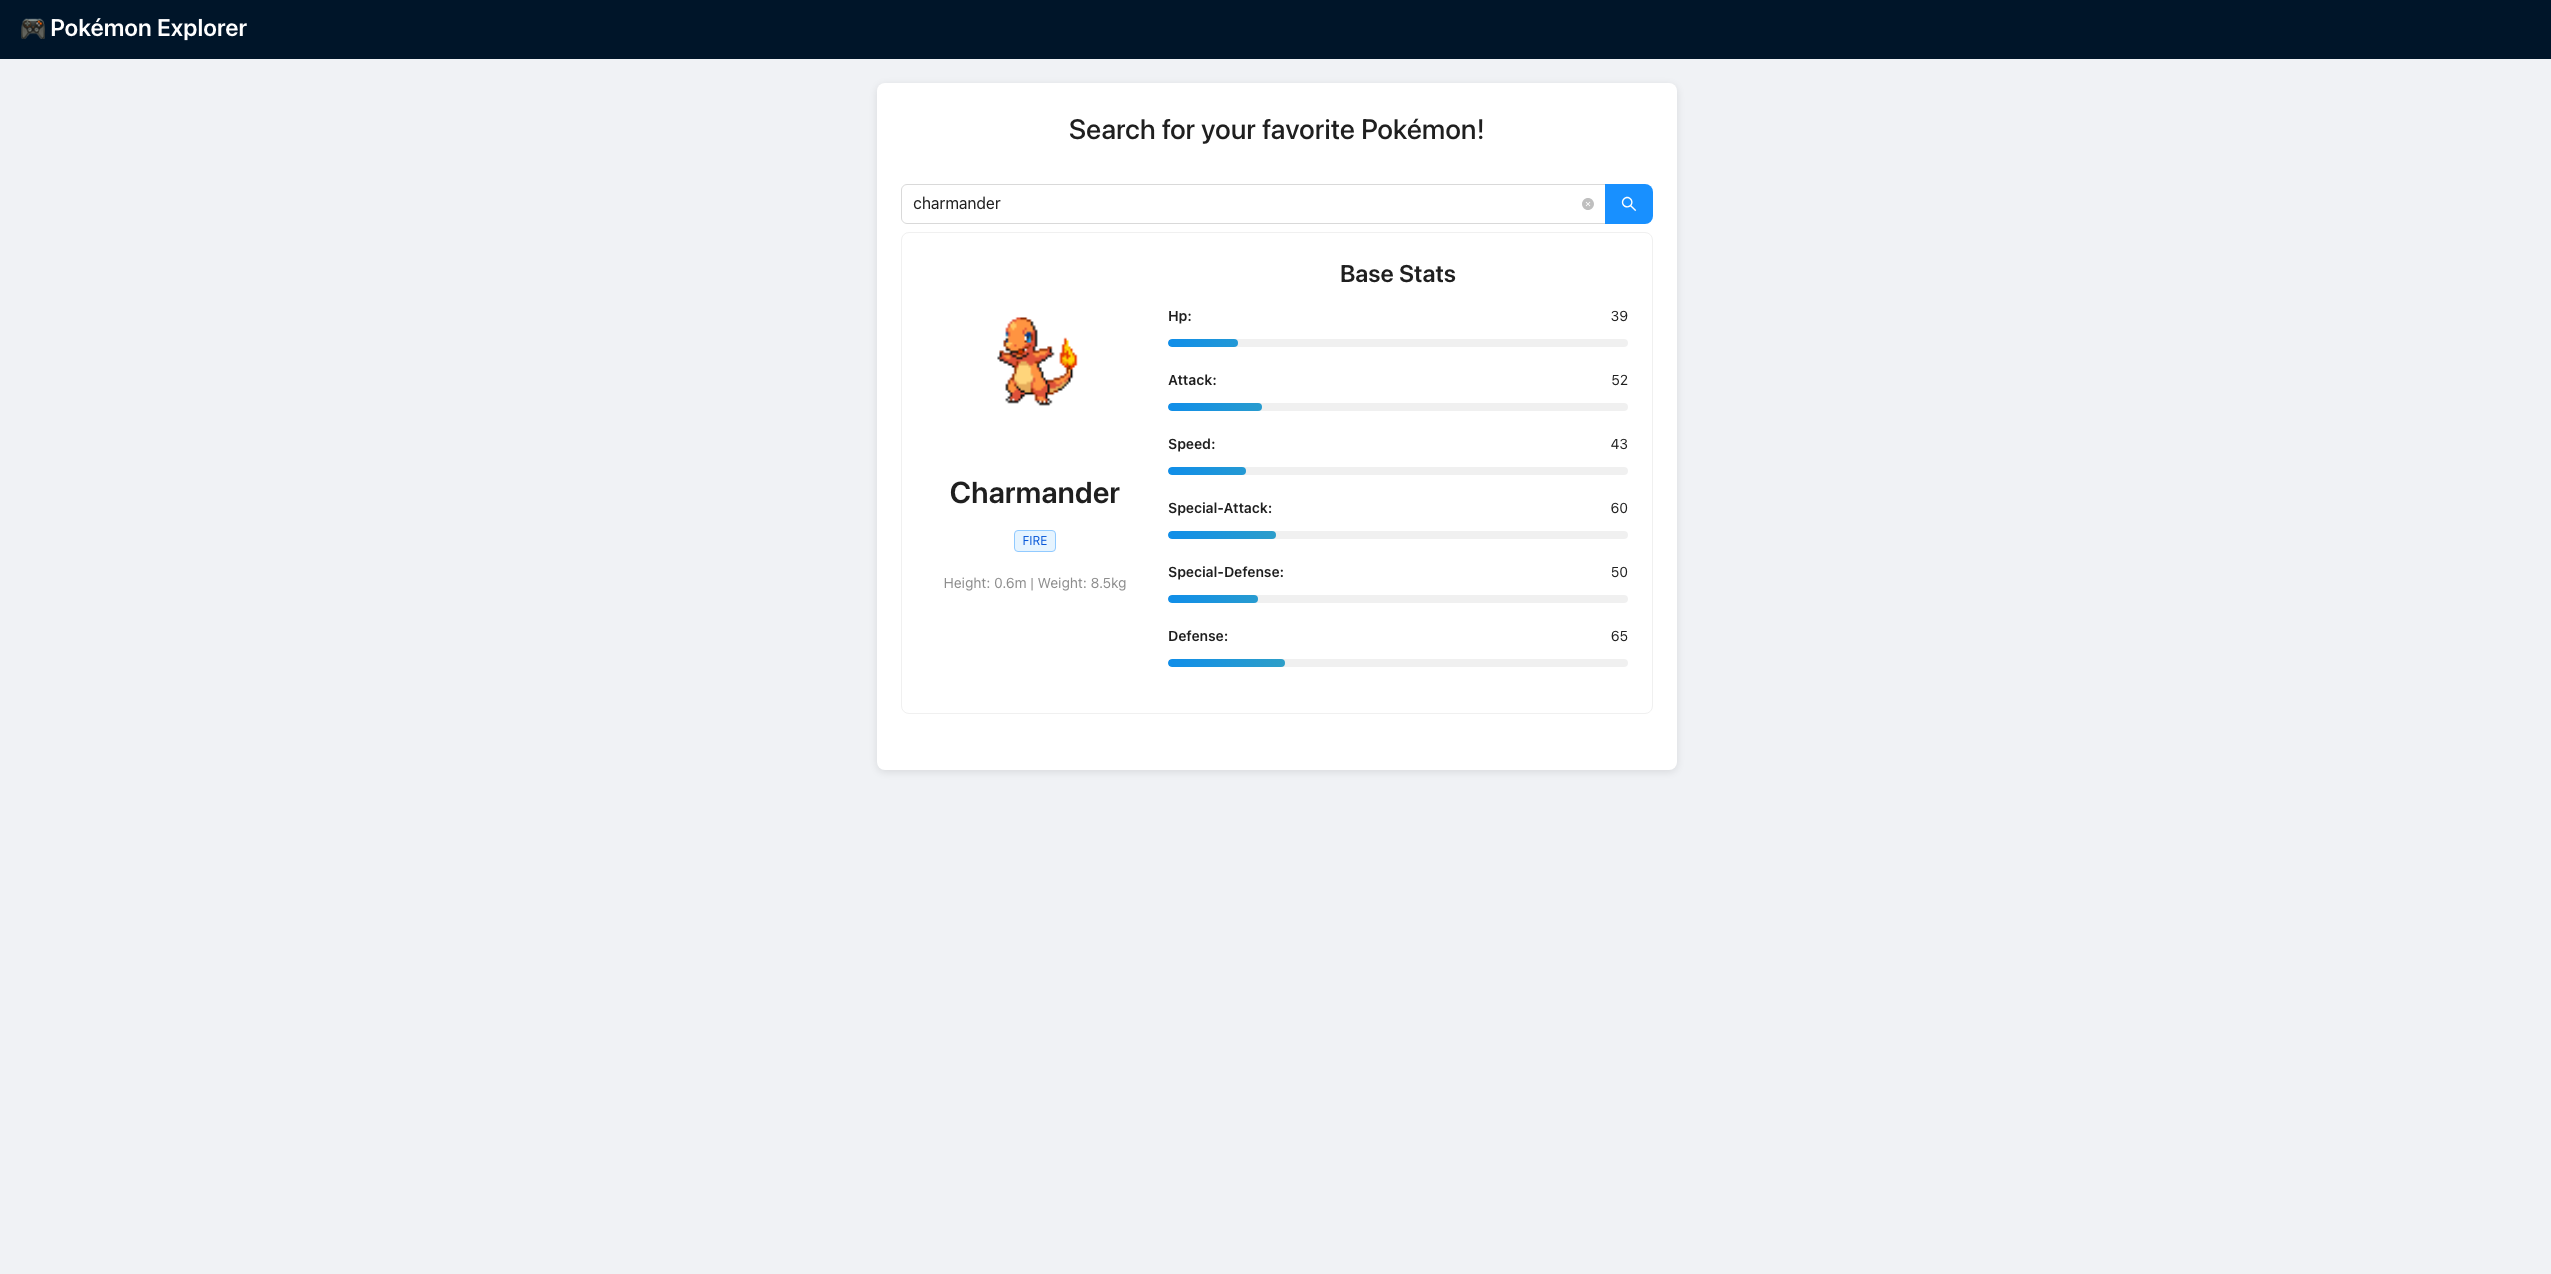 Pokémon Explorer
Search for your favorite Pokémon!
charmander
Charmander
FIRE
Height: 0.6m | Weight: 8.5kg
Base Stats
Hp: 39
Attack: 52
Speed: 43
Special-Attack: 60
Special-Defense: 50
Defense: 65